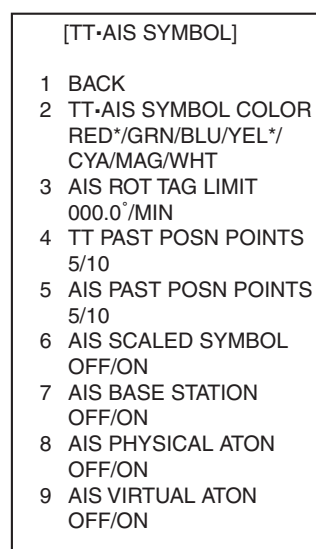 [TT•AIS SYMBOL]
1 BACK
2 TT•AIS SYMBOL COLOR
RED*/GRN/BLU/YEL*/
CYA/MAG/WHT
3 AIS ROT TAG LIMIT
000.0°/MIN
4 TT PAST POSN POINTS
5/10
5 AIS PAST POSN POINTS
5/10
6 AIS SCALED SYMBOL
OFF/ON
7 AIS BASE STATION
OFF/ON
8 AIS PHYSICAL ATON
OFF/ON
9 AIS VIRTUAL ATON
OFF/ON